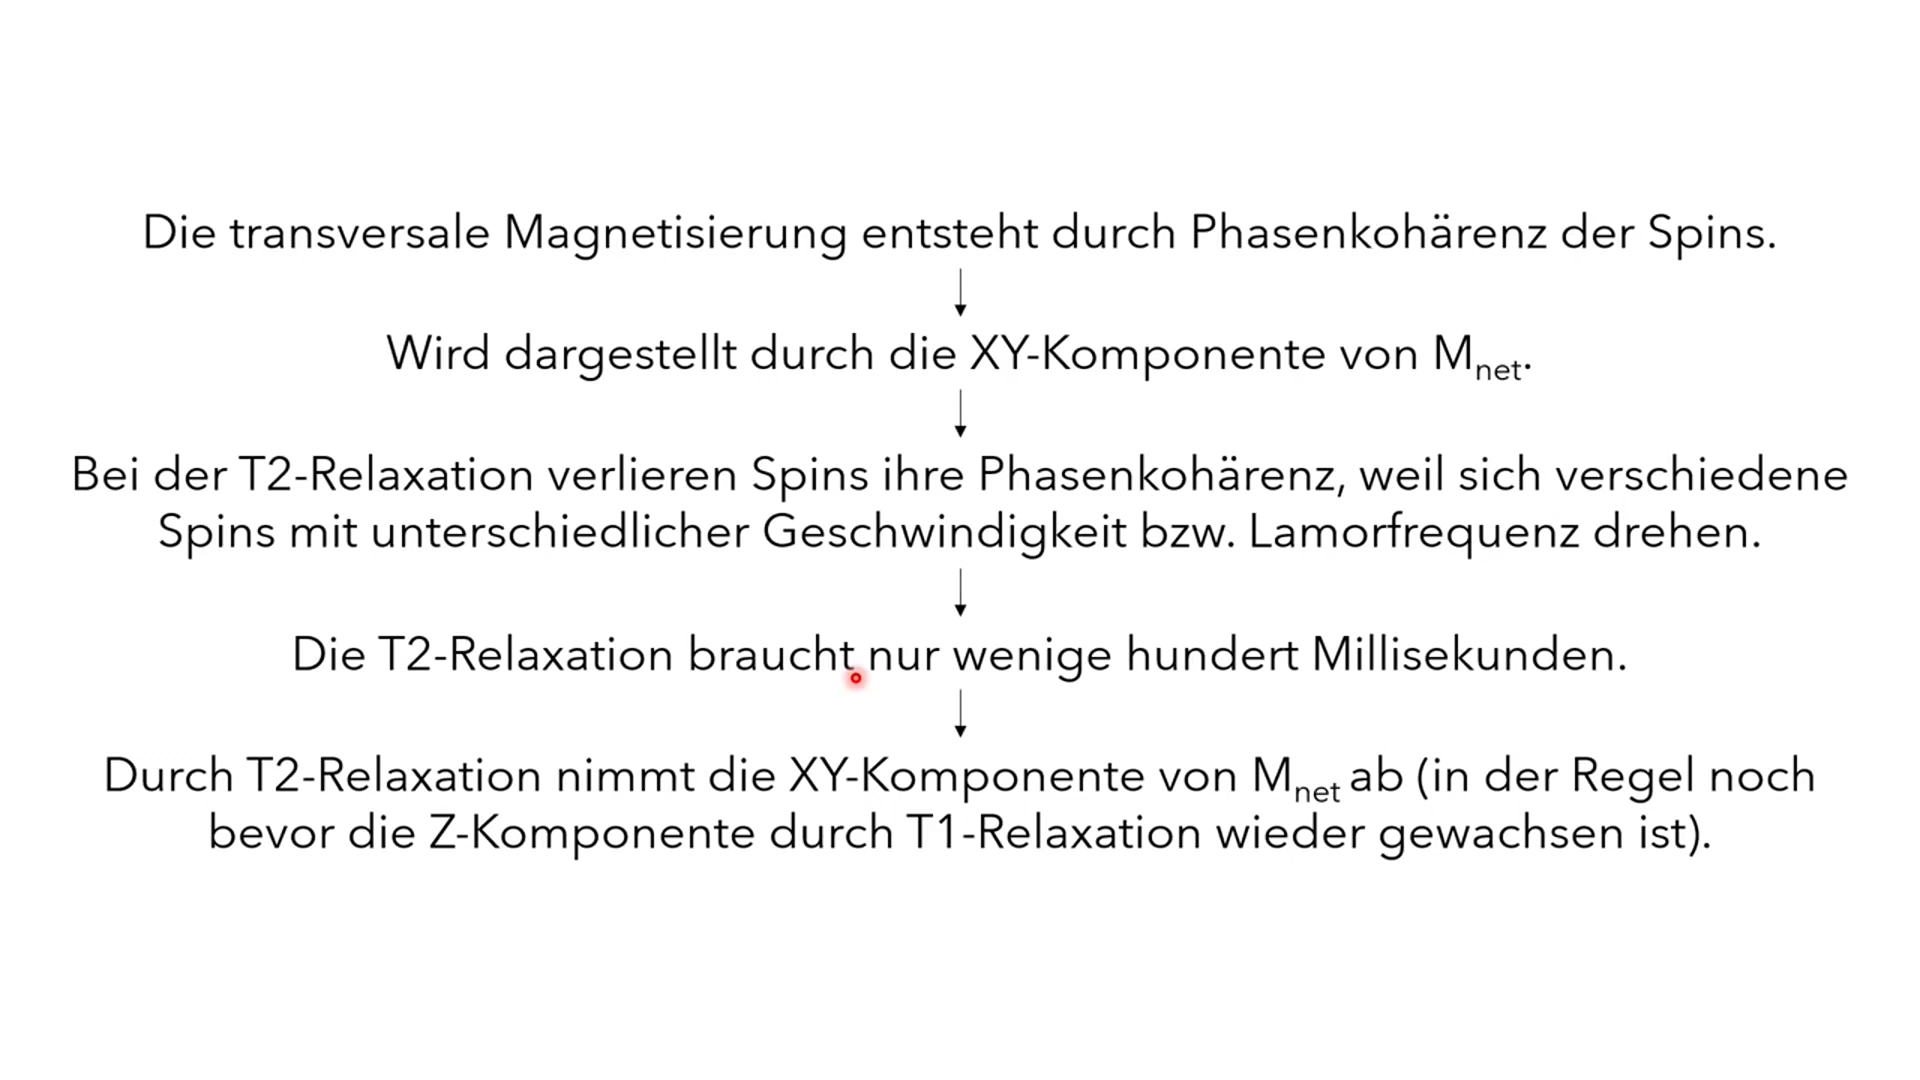 Die transversale Magnetisierung entsteht durch Phasenkohärenz der Spins.
Wird dargestellt durch die XY-Komponente von Mnet.
Bei der T2-Relaxation verlieren Spins ihre Phasenkohärenz, weil sich verschiedene
Spins mit unterschiedlicher Geschwindigkeit bzw. Lamorfrequenz drehen.
Die T2-Relaxation braucht nur wenige hundert Millisekunden.
Durch T2-Relaxation nimmt die XY-Komponente von Mnet ab (in der Regel noch
bevor die Z-Komponente durch T1-Relaxation wieder gewachsen ist).